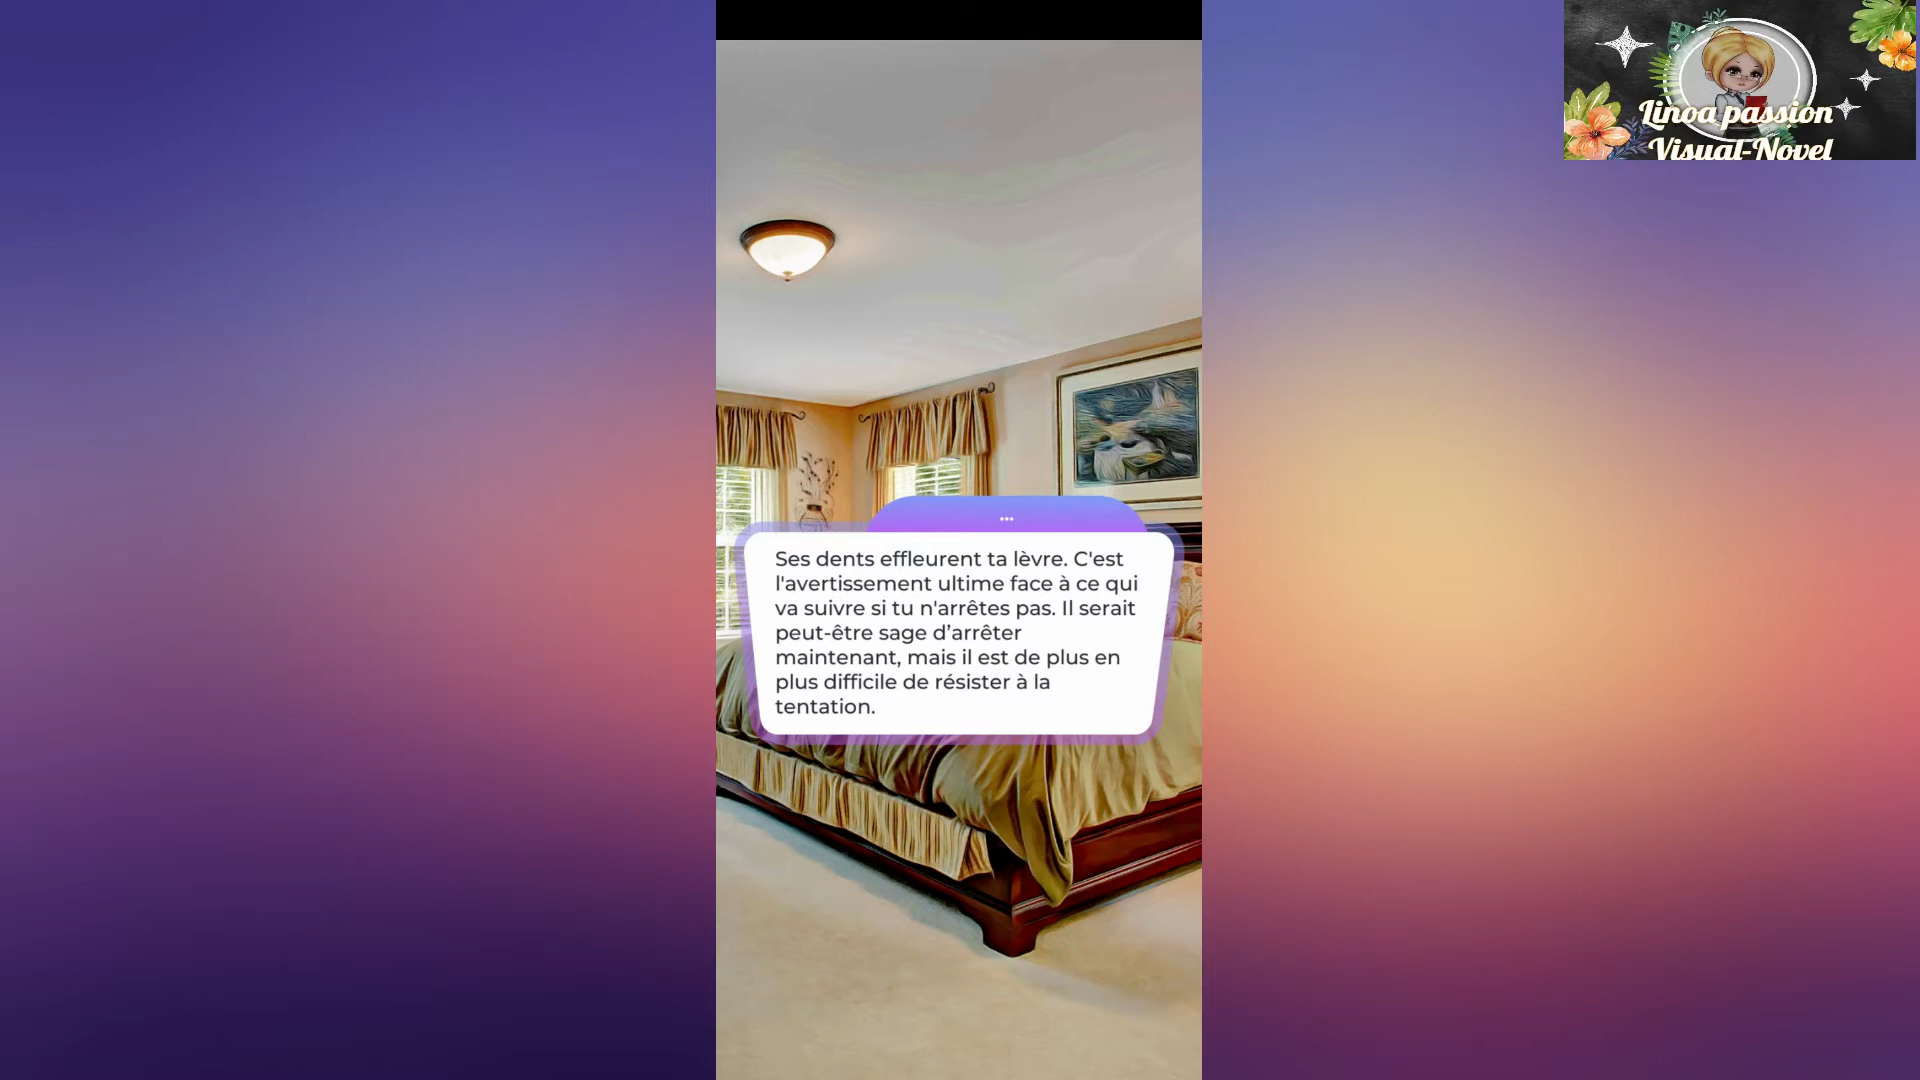 Linoa passion
Visual-Novel
...
Ses dents effleurent ta lèvre. C'est
l'avertissement ultime face à ce qui
va suivre si tu n'arrêtes pas. Il serait
peut-être sage d’arrêter
maintenant, mais il est de plus en
plus difficile de résister à la
tentation.